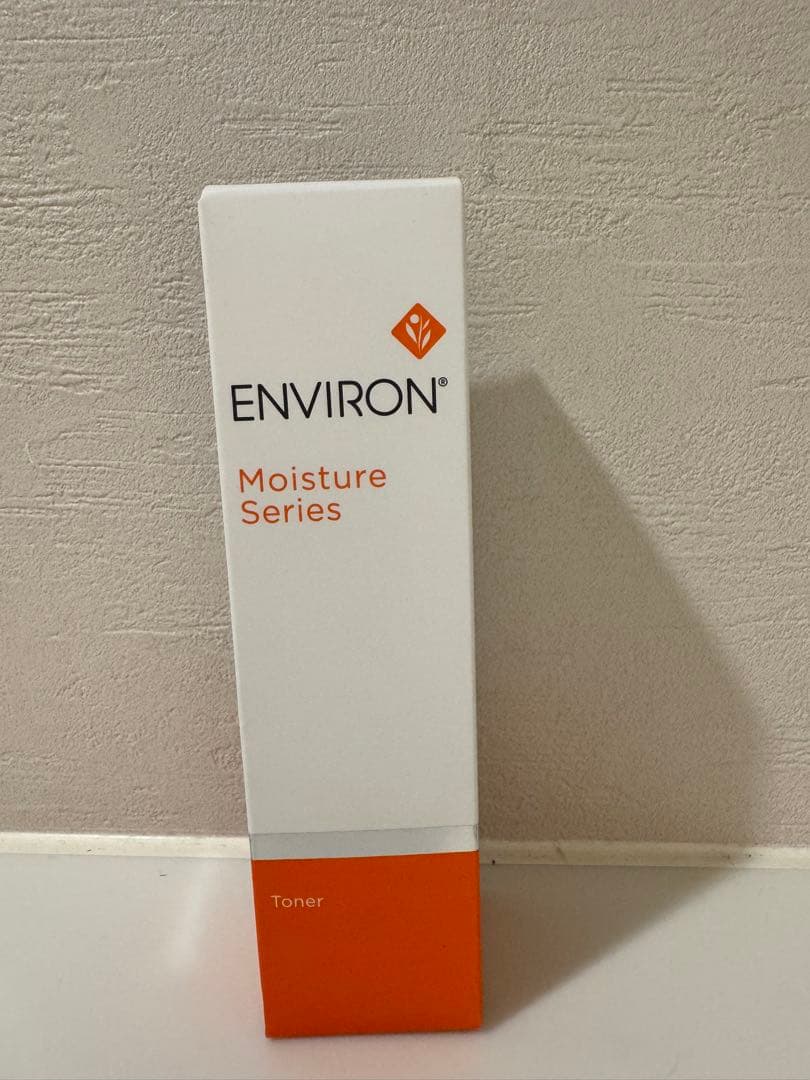 ENVIRON®
Moisture
Series
Toner